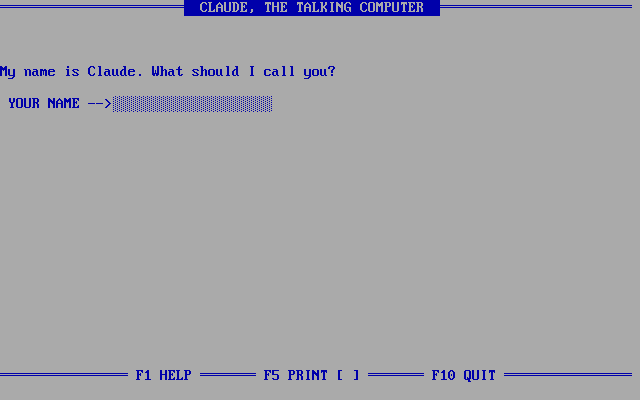 CLAUDE, THE TALKING COMPUTER
My name is Claude. What should I call you?
YOUR NAME -->
F1 HELP F5 PRINT [ ] F10 QUIT